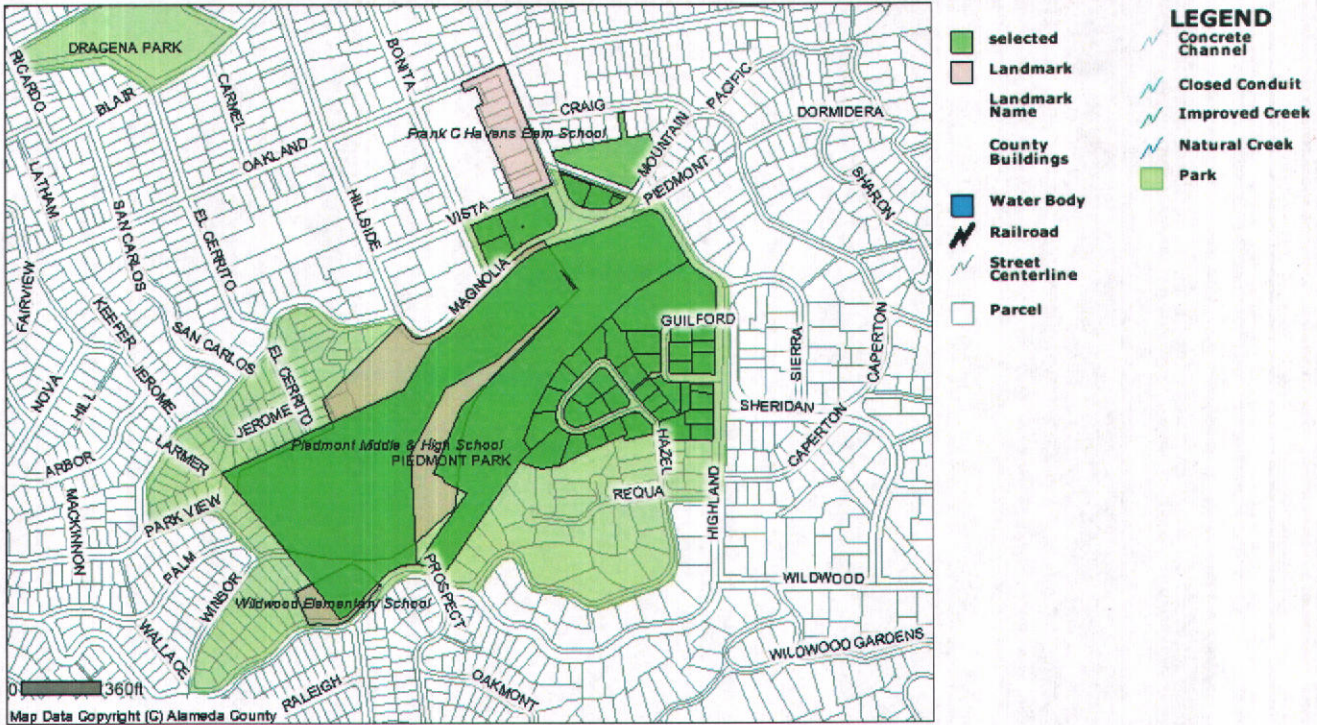 DRACENA PARK
RICARDO
BLAIR
CARMEL
BONITA
OAKLAND
LATHAM
SAN CARLOS
EL CERRITO
HILLSIDE
VISTA
CRAIG
PACIFIC
MOUNTAIN
PIEDMONT
DORMIDERA
SHARON
Frank C Havens Elem School
MAGNOLIA
FAIRVIEW
KEEFER
SAN CARLOS
EL CERRITO
NOVA
HILL
JEROME
JEROME
ARBOR
LARMER
MACKINNON
PARK VIEW
PALM
WINSOR
WALLACE
Piedmont Middle & High School
PIEDMONT PARK
Wildwood Elementary School
GUILFORD
SIERRA
CAPERTON
SHERIDAN
CAPERTON
HAZEL
REQUA
HIGHLAND
PROSPECT
WILDWOOD
WILDWOOD GARDENS
OAKMONT
RALEIGH
0 360ft
Map Data Copyright (C) Alameda County
LEGEND
selected
Landmark
Landmark
Name
County
Buildings
Water Body
Railroad
Street
Centerline
Parcel
Concrete
Channel
Closed Conduit
Improved Creek
Natural Creek
Park